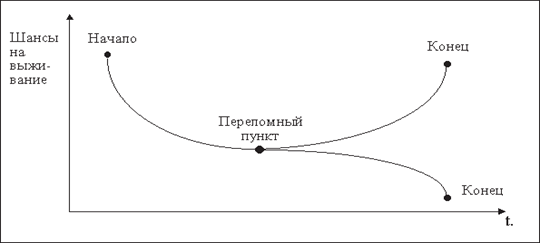 Шансы
на
выжи-
вание
Начало
Конец
Переломный
пункт
Конец
t.